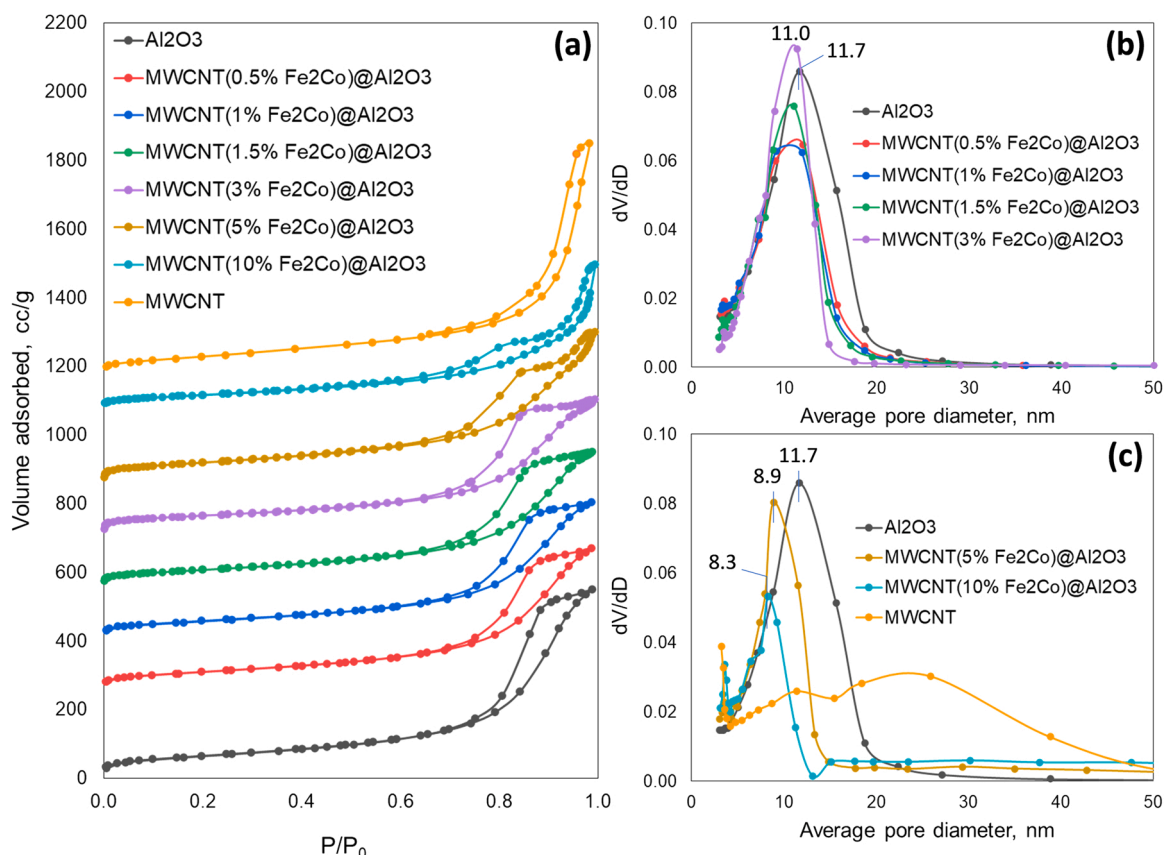 (a)
2200
2000
1800
1600
1400
1200
1000
800
600
400
200
0
Volume adsorbed, cc/g
Al2O3
MWCNT(0.5% Fe2Co)@Al2O3
MWCNT(1% Fe2Co)@Al2O3
MWCNT(1.5% Fe2Co)@Al2O3
MWCNT(3% Fe2Co)@Al2O3
MWCNT(5% Fe2Co)@Al2O3
MWCNT(10% Fe2Co)@Al2O3
MWCNT
0.0 0.2 0.4 0.6 0.8 1.0
P/P0
(b)
0.10
0.08
0.06
0.04
0.02
0.00
dV/dD
11.0
11.7
Al2O3
MWCNT(0.5% Fe2Co)@Al2O3
MWCNT(1% Fe2Co)@Al2O3
MWCNT(1.5% Fe2Co)@Al2O3
MWCNT(3% Fe2Co)@Al2O3
0 10 20 30 40 50
Average pore diameter, nm
(c)
0.10
0.08
0.06
0.04
0.02
0.00
dV/dD
11.7
8.9
8.3
Al2O3
MWCNT(5% Fe2Co)@Al2O3
MWCNT(10% Fe2Co)@Al2O3
MWCNT
0 10 20 30 40 50
Average pore diameter, nm